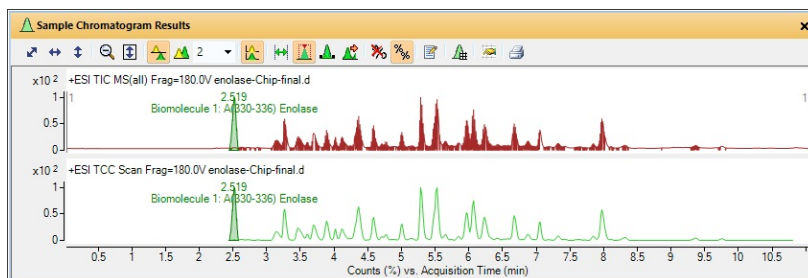 Sample Chromatogram Results
2
x10 2 +ESI TIC MS(all) Frag=180.0V enolase-Chip-final.d
1 1 2.519 1
Biomolecule 1: A(330-336) Enolase
0.5
0
x10 2 +ESI TCC Scan Frag=180.0V enolase-Chip-final.d
1 2.519
Biomolecule 1: A(330-336) Enolase
0.5
0
0.5 1 1.5 2 2.5 3 3.5 4 4.5 5 5.5 6 6.5 7 7.5 8 8.5 9 9.5 10 10.5
Counts (%) vs. Acquisition Time (min)